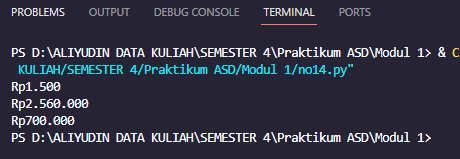 PROBLEMS OUTPUT DEBUG CONSOLE TERMINAL PORTS
PS D:\ALIYUDIN DATA KULIAH\SEMESTER 4\Praktikum ASD\Modul 1> & C
KULIAH/SEMESTER 4/Praktikum ASD/Modul 1/no14.py"
Rp1.500
Rp2.560.000
Rp700.000
PS D:\ALIYUDIN DATA KULIAH\SEMESTER 4\Praktikum ASD\Modul 1>